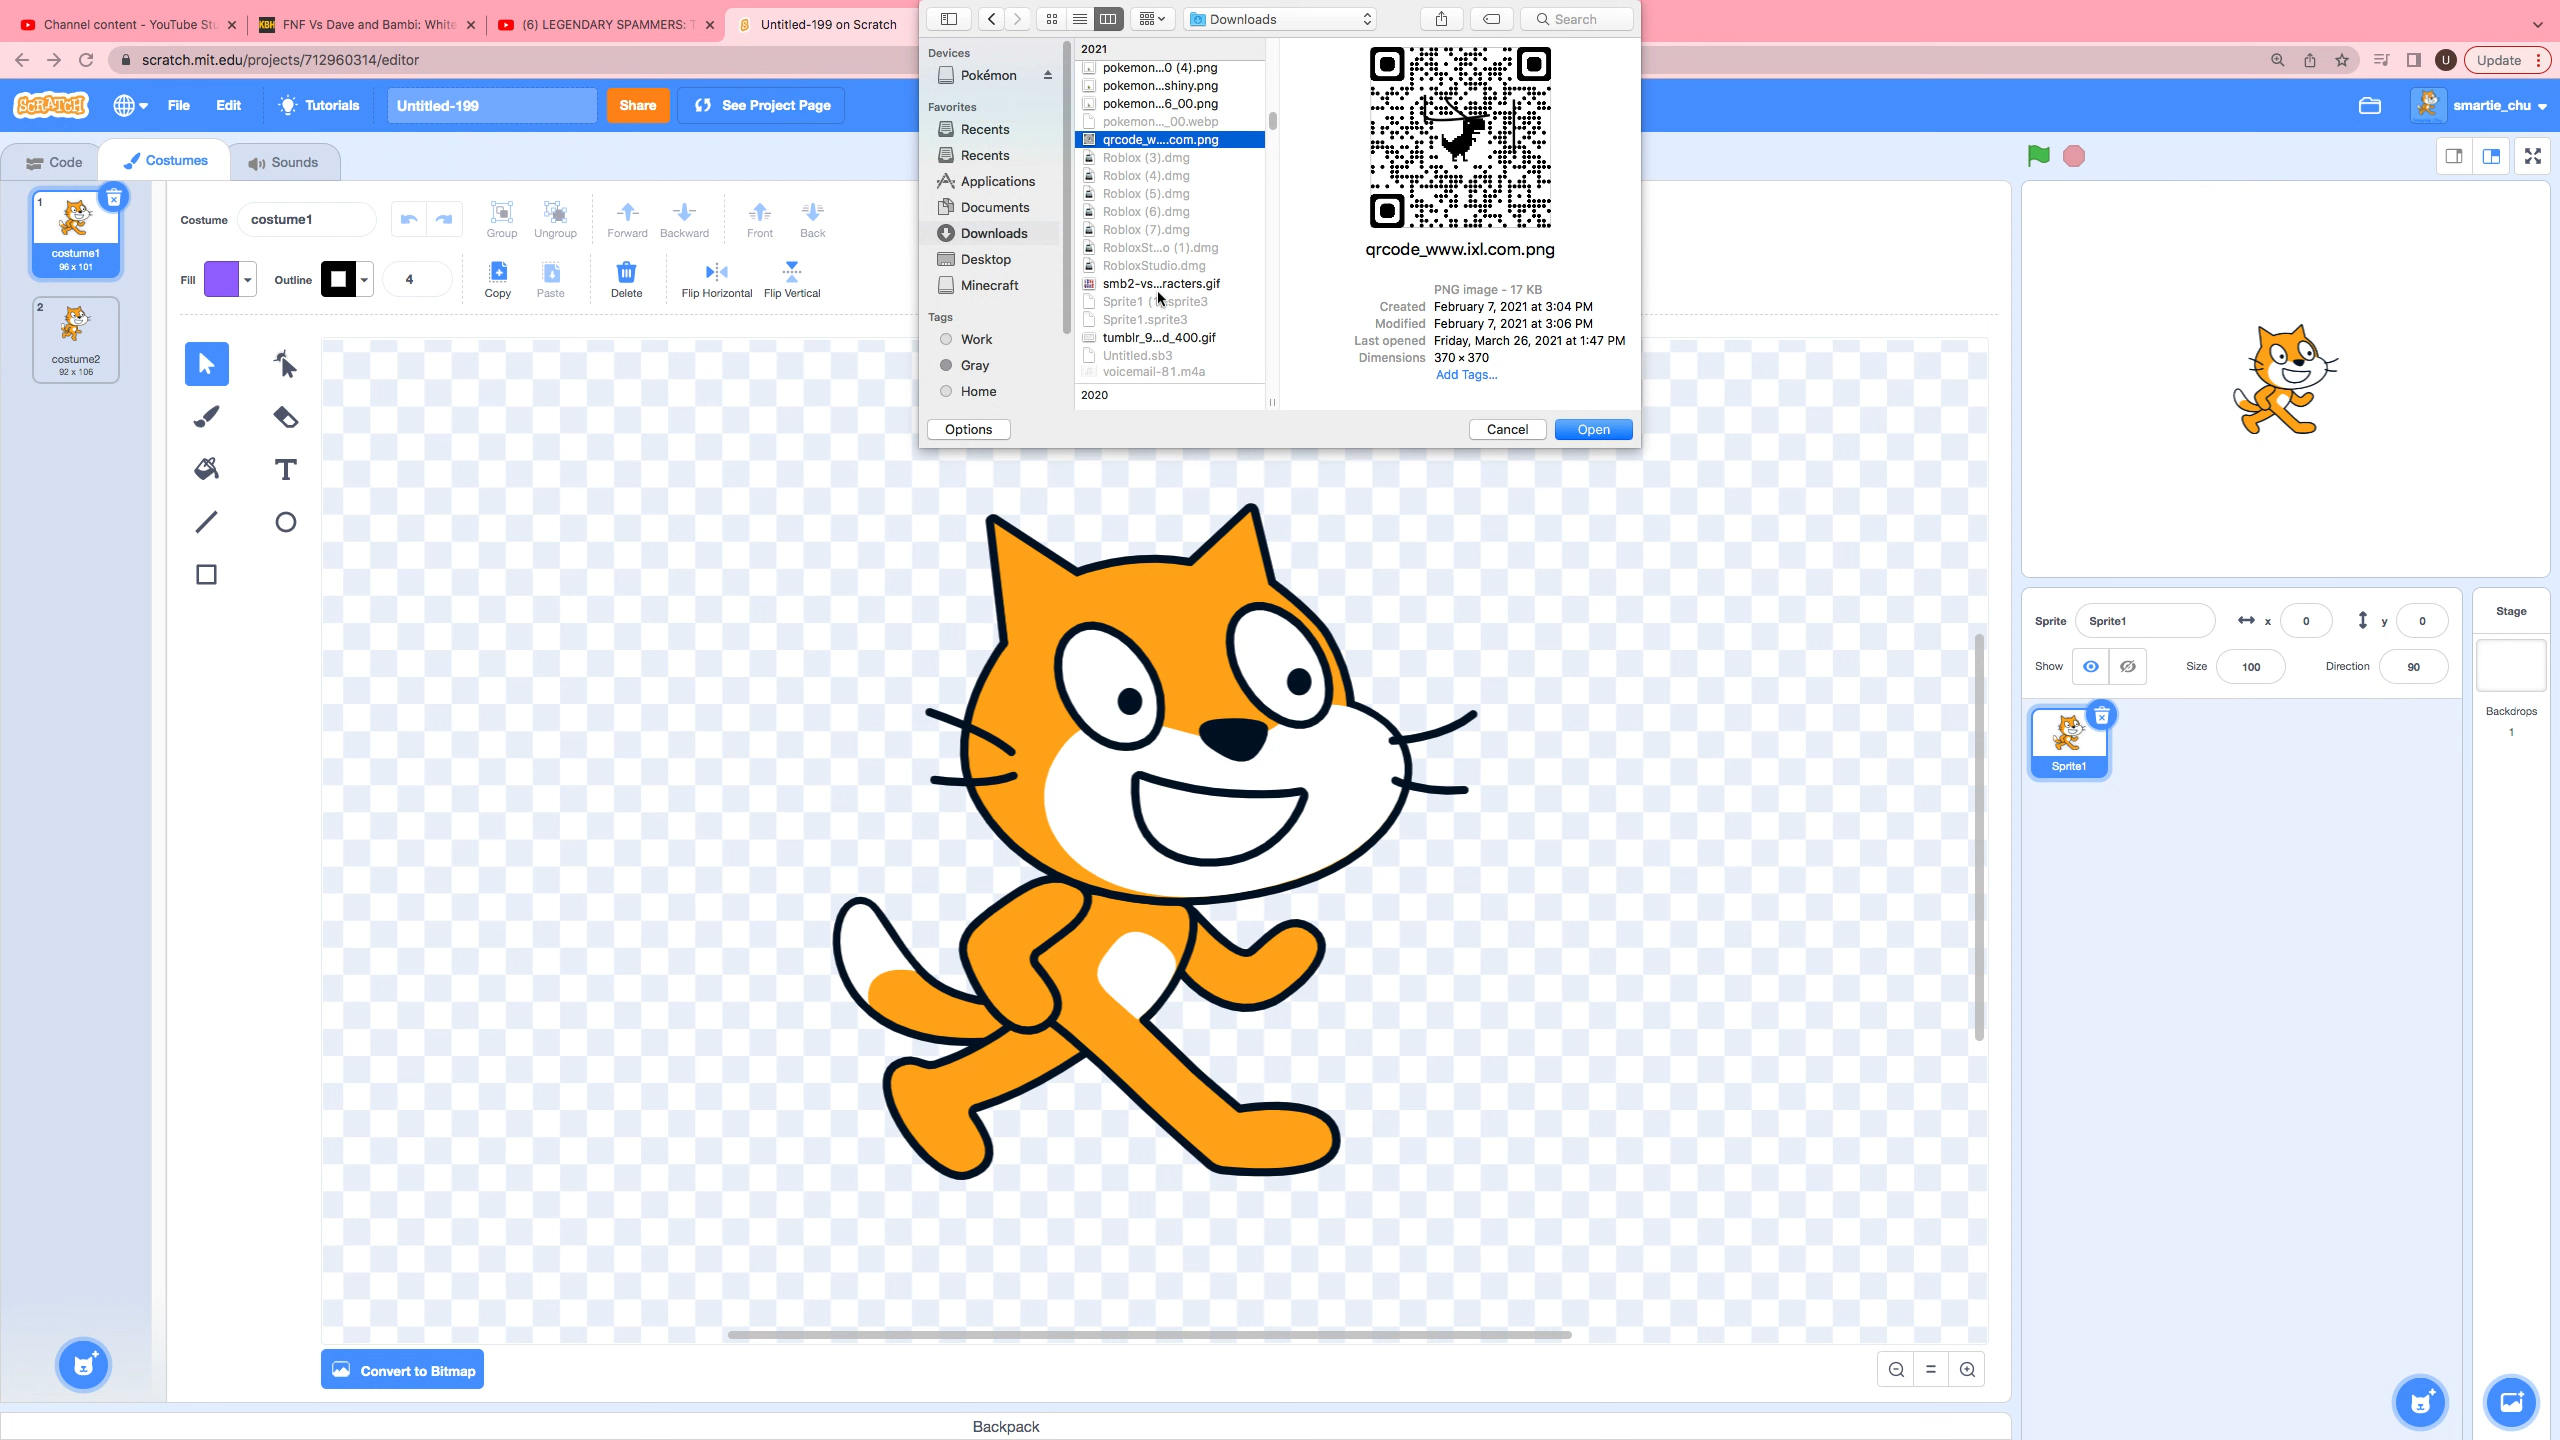 Channel content - YouTube Stu
FNF Vs Dave and Bambi: White
(6) LEGENDARY SPAMMERS: T
Untitled-199 on Scratch
scratch.mit.edu/projects/712960314/editor
U
Update
SCRATCH
File
Edit
Tutorials
Untitled-199
Share
See Project Page
smartie_chu
Code
Costumes
Sounds
1
costume1
96 x 101
2
costume2
92 x 106
Costume
costume1
Group
Ungroup
Forward
Backward
Front
Back
Fill
Outline
4
Copy
Paste
Delete
Flip Horizontal
Flip Vertical
T
Downloads
Search
Devices
Pokémon
Favorites
Recents
Recents
Applications
Documents
Downloads
Desktop
Minecraft
Tags
Work
Gray
Home
2021
pokemon...0 (4).png
pokemon...shiny.png
pokemon...6_00.png
pokemon..._00.webp
qrcode_w....com.png
Roblox (3).dmg
Roblox (4).dmg
Roblox (5).dmg
Roblox (6).dmg
Roblox (7).dmg
RobloxSt...o (1).dmg
RobloxStudio.dmg
smb2-vs...racters.gif
Sprite1.sprite3
tumblr_9...d_400.gif
Untitled.sb3
voicemail-81.m4a
2020
qrcode_www.ixl.com.png
PNG image - 17 KB
Created February 7, 2021 at 3:04 PM
Modified February 7, 2021 at 3:06 PM
Last opened Friday, March 26, 2021 at 1:47 PM
Dimensions 370 × 370
Add Tags...
Options
Cancel
Open
Sprite
Sprite1
x
0
y
0
Show
Size
100
Direction
90
Sprite1
Stage
Backdrops
1
Convert to Bitmap
Backpack